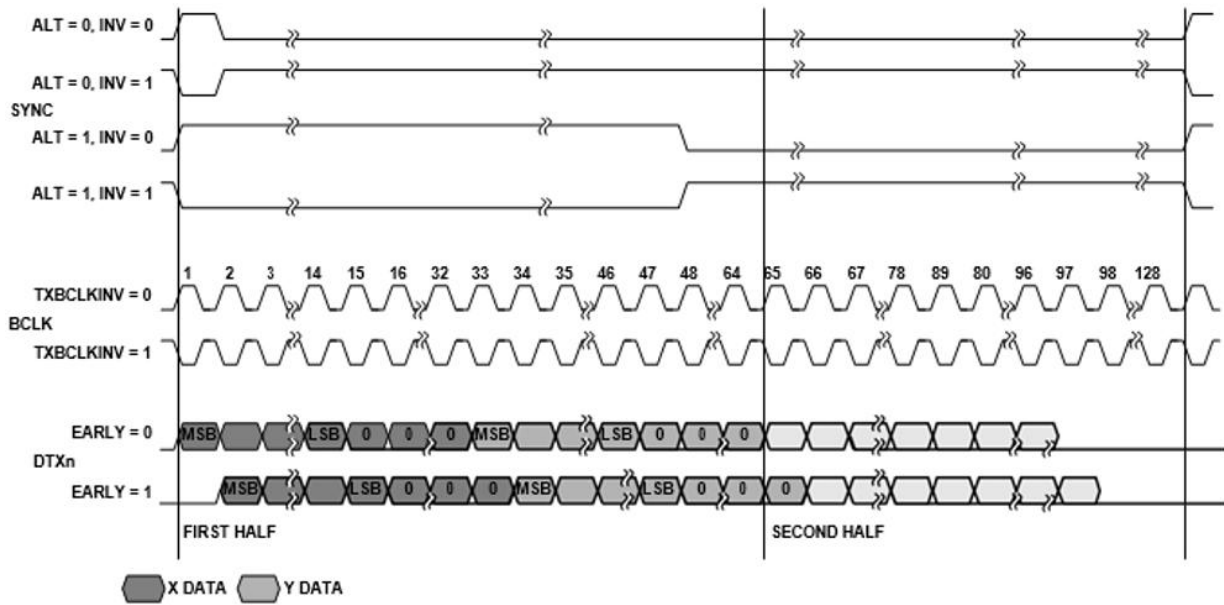 ALT = 0, INV = 0
ALT = 0, INV = 1
SYNC
ALT = 1, INV = 0
ALT = 1, INV = 1
1 2 3 14 15 16 32 33 34 35 46 47 48 64 65 66 67 78 89 80 96 97 98 128
TXBCLKINV = 0
BCLK
TXBCLKINV = 1
EARLY = 0 MSB LSB 0 0 0 MSB LSB 0 0 0
DTXn
EARLY = 1 MSB LSB 0 0 0 MSB LSB 0 0 0
FIRST HALF SECOND HALF
X DATA Y DATA